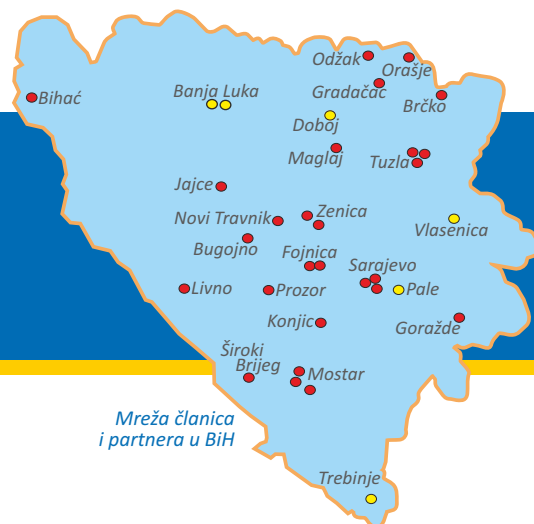 Odžak
Orašje
Gradačac
Bihać
Banja Luka
Brčko
Doboj
Maglaj
Tuzla
Jajce
Novi Travnik
Zenica
Vlasenica
Bugojno
Fojnica
Sarajevo
Livno
Prozor
Pale
Konjic
Goražde
Široki
Brijeg
Mostar
Mreža članica
i partnera u BiH
Trebinje